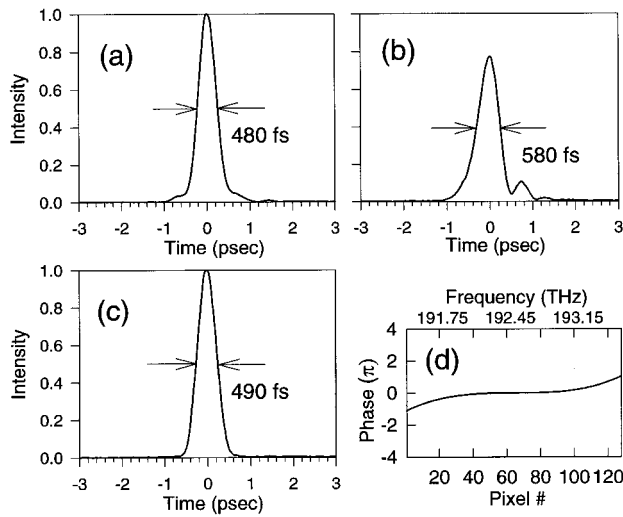 (a)
Intensity
1.0
0.8
0.6
0.4
0.2
0.0
480 fs
-3 -2 -1 0 1 2 3
Time (psec)
(b)
580 fs
-3 -2 -1 0 1 2 3
Time (psec)
(c)
Intensity
1.0
0.8
0.6
0.4
0.2
0.0
490 fs
-3 -2 -1 0 1 2 3
Time (psec)
Frequency (THz)
191.75 192.45 193.15
(d)
Phase (π)
4
2
0
-2
-4
20 40 60 80 100 120
Pixel #